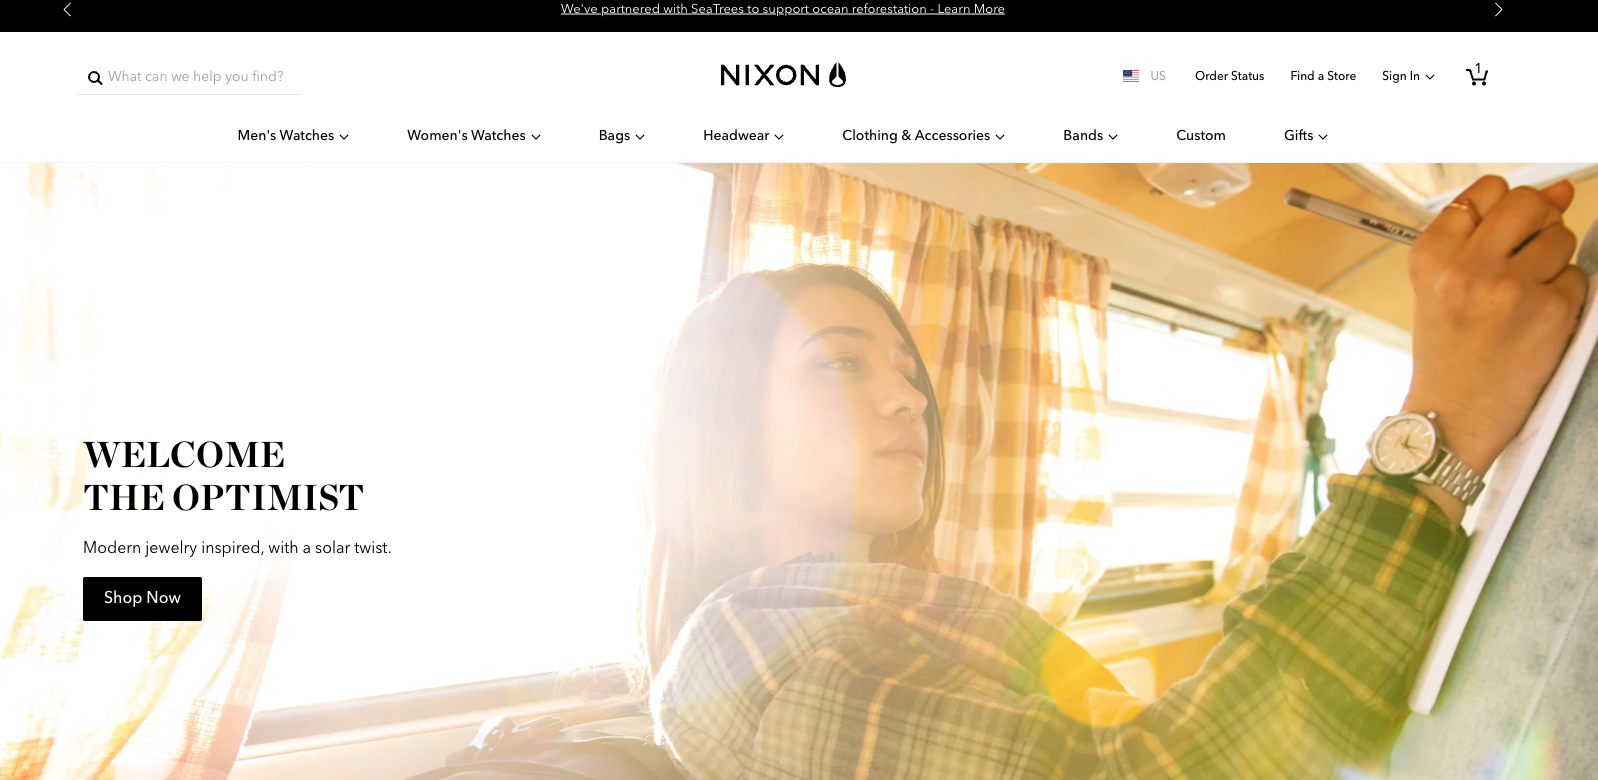 We've partnered with SeaTrees to support ocean reforestation - Learn More
What can we help you find?
NIXON
US
Order Status
Find a Store
Sign In
1
Men's Watches
Women's Watches
Bags
Headwear
Clothing & Accessories
Bands
Custom
Gifts
WELCOME
THE OPTIMIST
Modern jewelry inspired, with a solar twist.
Shop Now